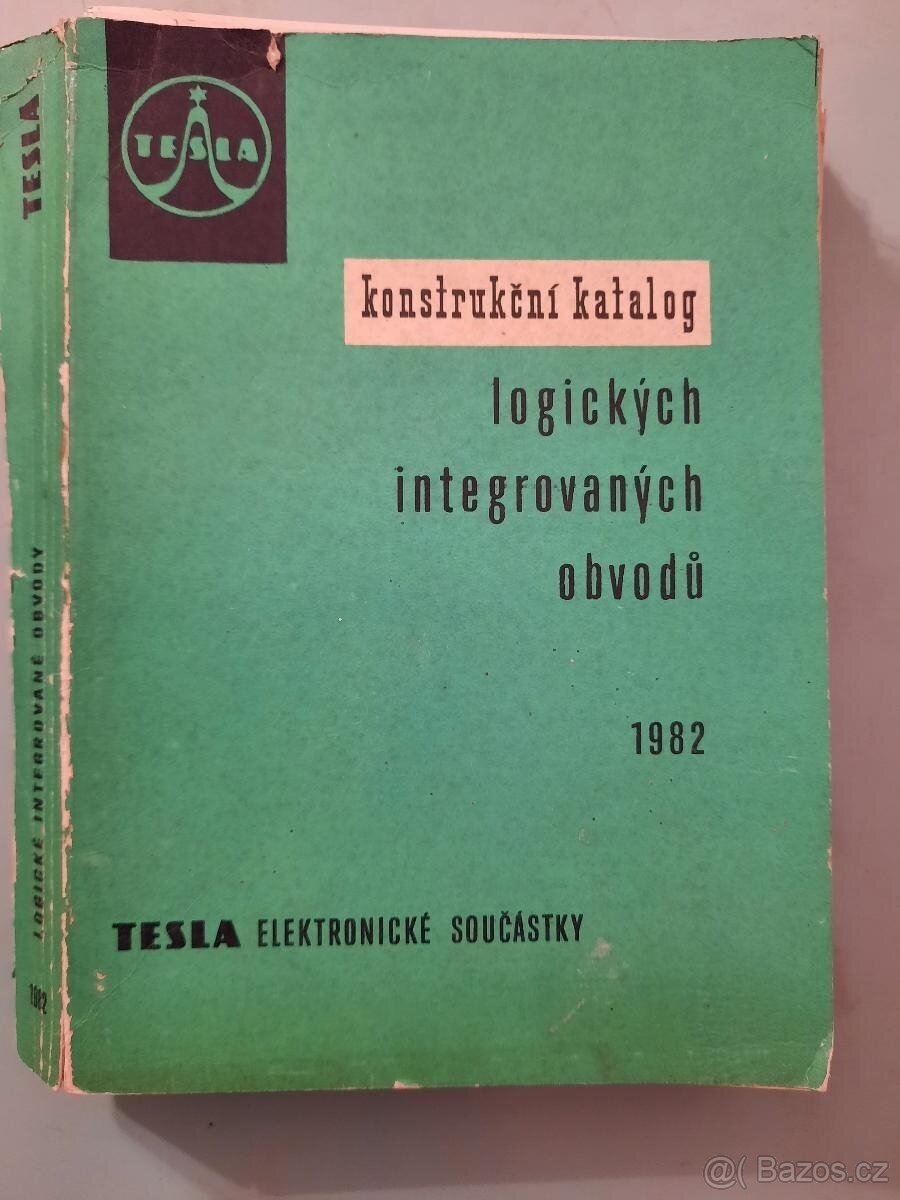 TESLA
konstrukční katalog
logických
integrovaných
obvodů
1982
TESLA ELEKTRONICKÉ SOUČÁSTKY
TESLA
LOGICKÉ INTEGROVANÉ OBVODY
1982
@( Bazos.cz